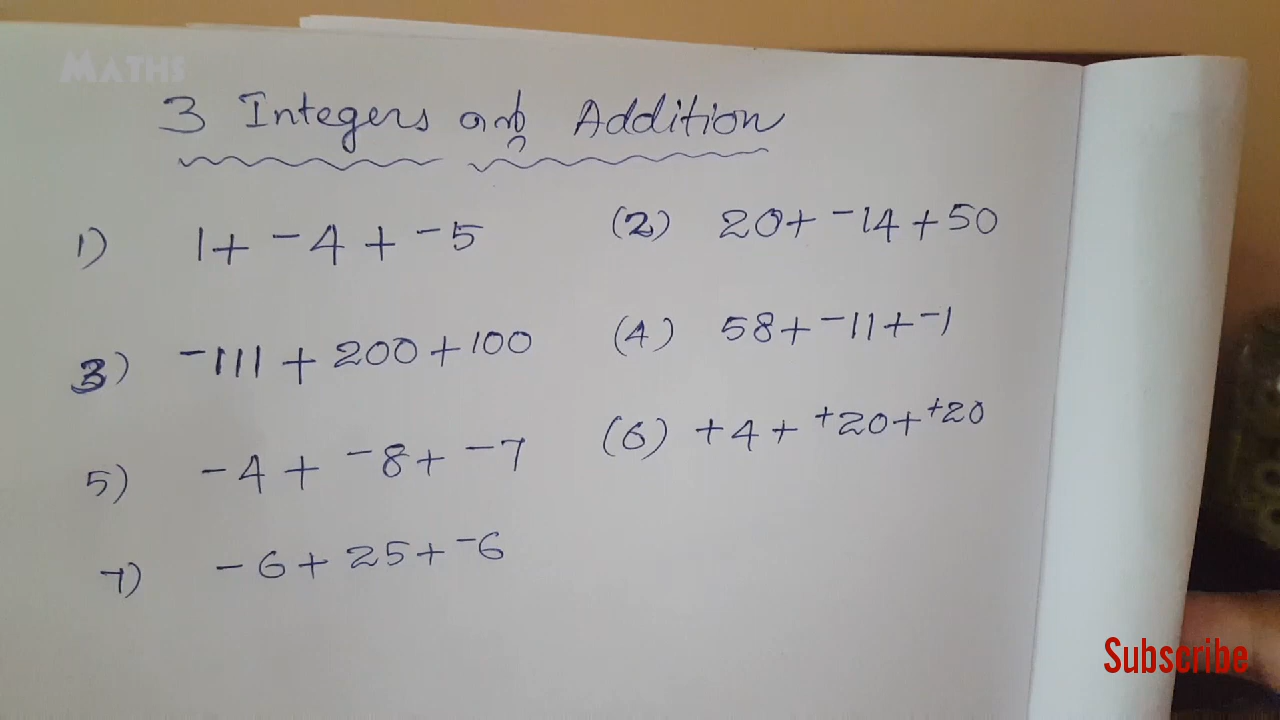 MATHS
3 Integers ന്റെ Addition
1) 1 + ⁻4 + ⁻5
(2) 20 + ⁻14 + 50
3) ⁻111 + 200 + 100
(4) 58 + ⁻11 + ⁻1
5) -4 + ⁻8 + ⁻7
(6) +4 + ⁺20 + ⁺20
7) -6 + 25 + ⁻6
Subscribe